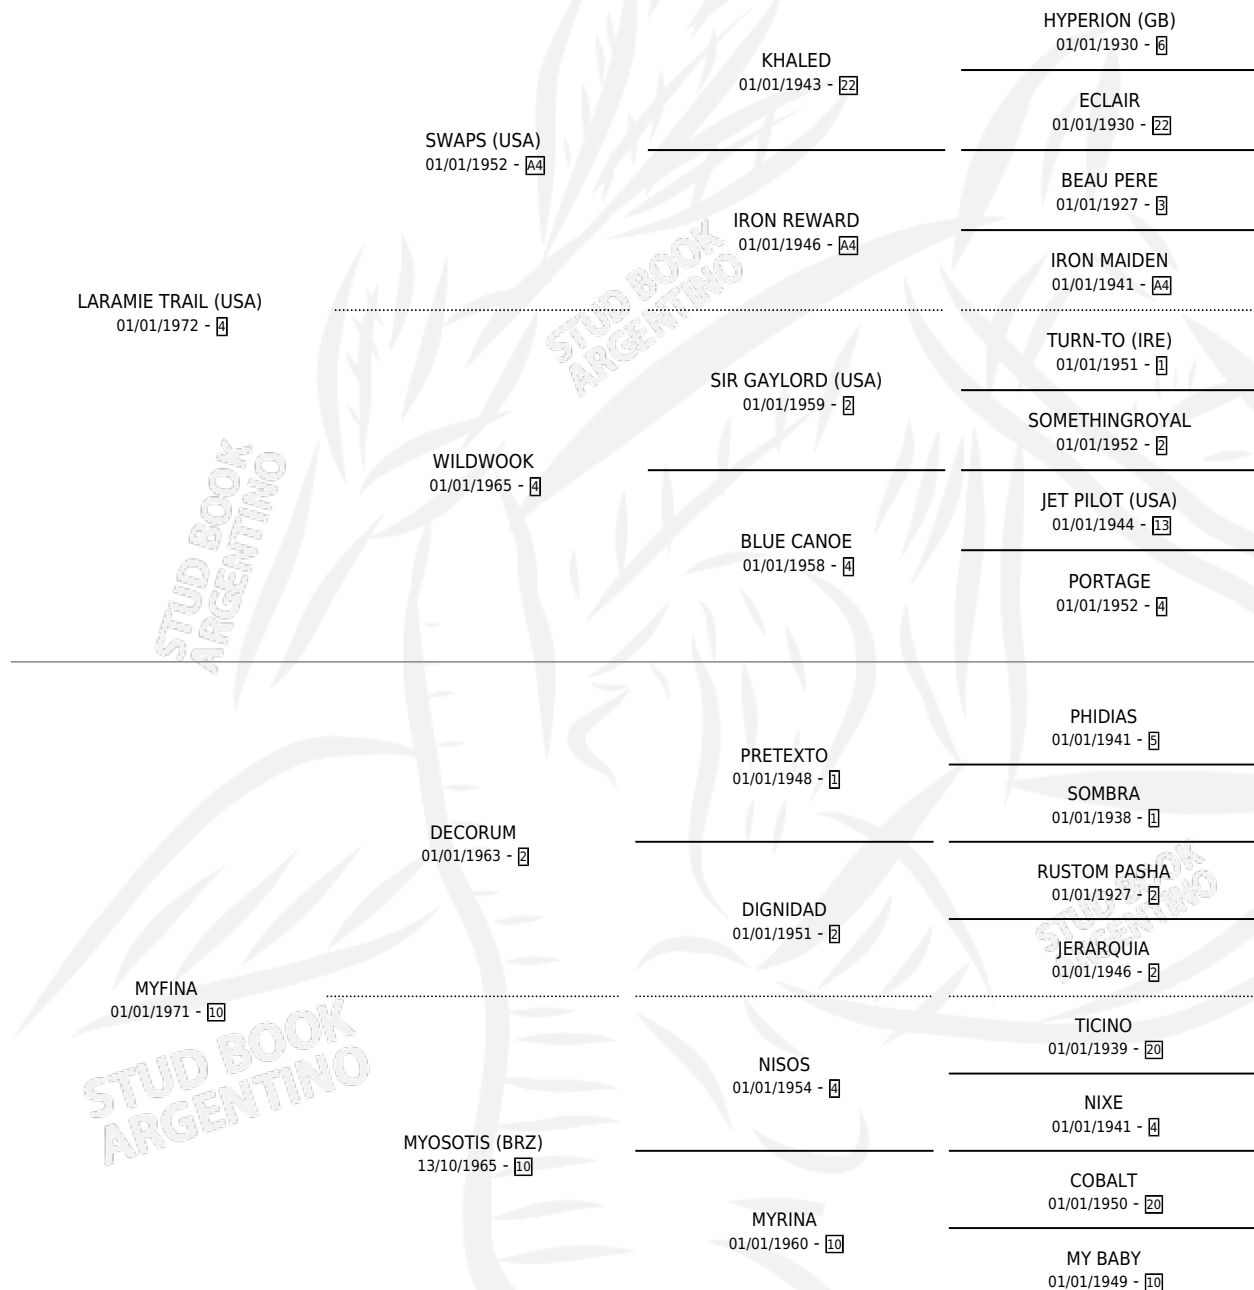 HYPERION (GB)
01/01/1930 - 6
KHALED
01/01/1943 - 22
ECLAIR
01/01/1930 - 22
SWAPS (USA)
01/01/1952 - A4
BEAU PERE
01/01/1927 - 3
IRON REWARD
01/01/1946 - A4
IRON MAIDEN
01/01/1941 - A4
LARAMIE TRAIL (USA)
01/01/1972 - 4
STUD BOOK
ARGENTINO
TURN-TO (IRE)
01/01/1951 - 1
SIR GAYLORD (USA)
01/01/1959 - 2
SOMETHINGROYAL
01/01/1952 - 2
WILDWOOK
01/01/1965 - 4
JET PILOT (USA)
01/01/1944 - 13
BLUE CANOE
01/01/1958 - 4
PORTAGE
01/01/1952 - 4
STUD BOOK
ARGENTINO
PHIDIAS
01/01/1941 - 5
PRETEXTO
01/01/1948 - 1
SOMBRA
01/01/1938 - 1
DECORUM
01/01/1963 - 2
RUSTOM PASHA
01/01/1927 - 2
DIGNIDAD
01/01/1951 - 2
JERARQUIA
01/01/1946 - 2
STUD BOOK
ARGENTINO
MYFINA
01/01/1971 - 10
STUD BOOK
ARGENTINO
TICINO
01/01/1939 - 20
NISOS
01/01/1954 - 4
NIXE
01/01/1941 - 4
MYOSOTIS (BRZ)
13/10/1965 - 10
COBALT
01/01/1950 - 20
MYRINA
01/01/1960 - 10
MY BABY
01/01/1949 - 10